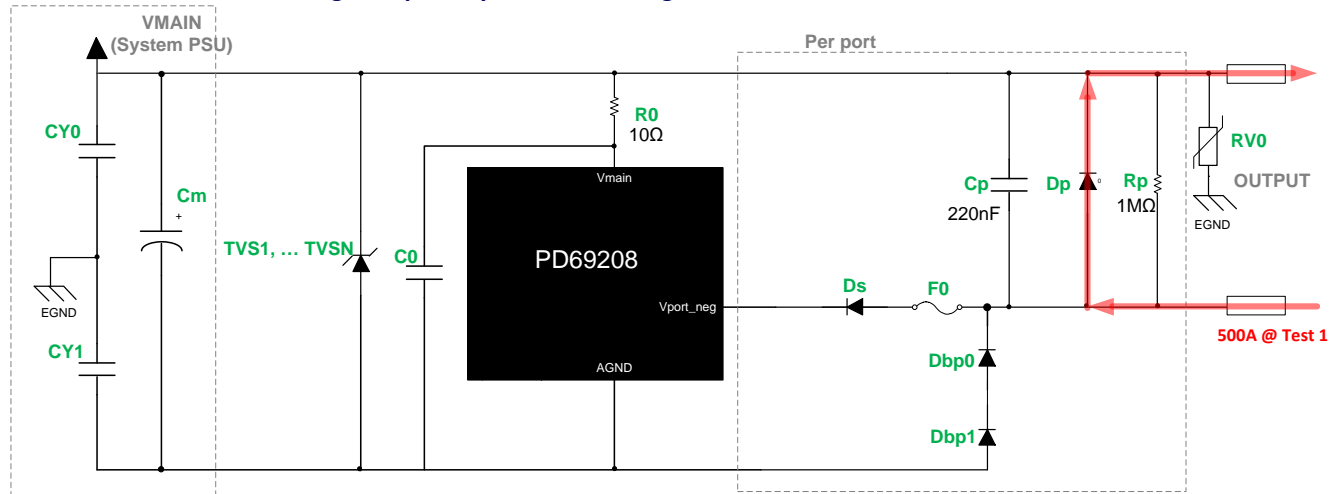 VMAIN
(System PSU)
Per port
CY0
Cm
+
EGND
CY1
TVS1, … TVSN
R0
10Ω
C0
Vmain
PD69208
Vport_neg
AGND
Ds
F0
Dbp0
Dbp1
Cp
220nF
Dp
Rp
1MΩ
RV0
OUTPUT
EGND
500A @ Test 1